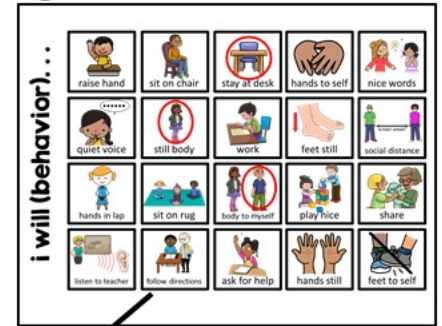 i will (behavior)...
raise hand sit on chair stay at desk hands to self nice words
quiet voice still body work feet still social distance
hands in lap sit on rug body to myself play nice share
listen to teacher follow directions ask for help hands still feet to self